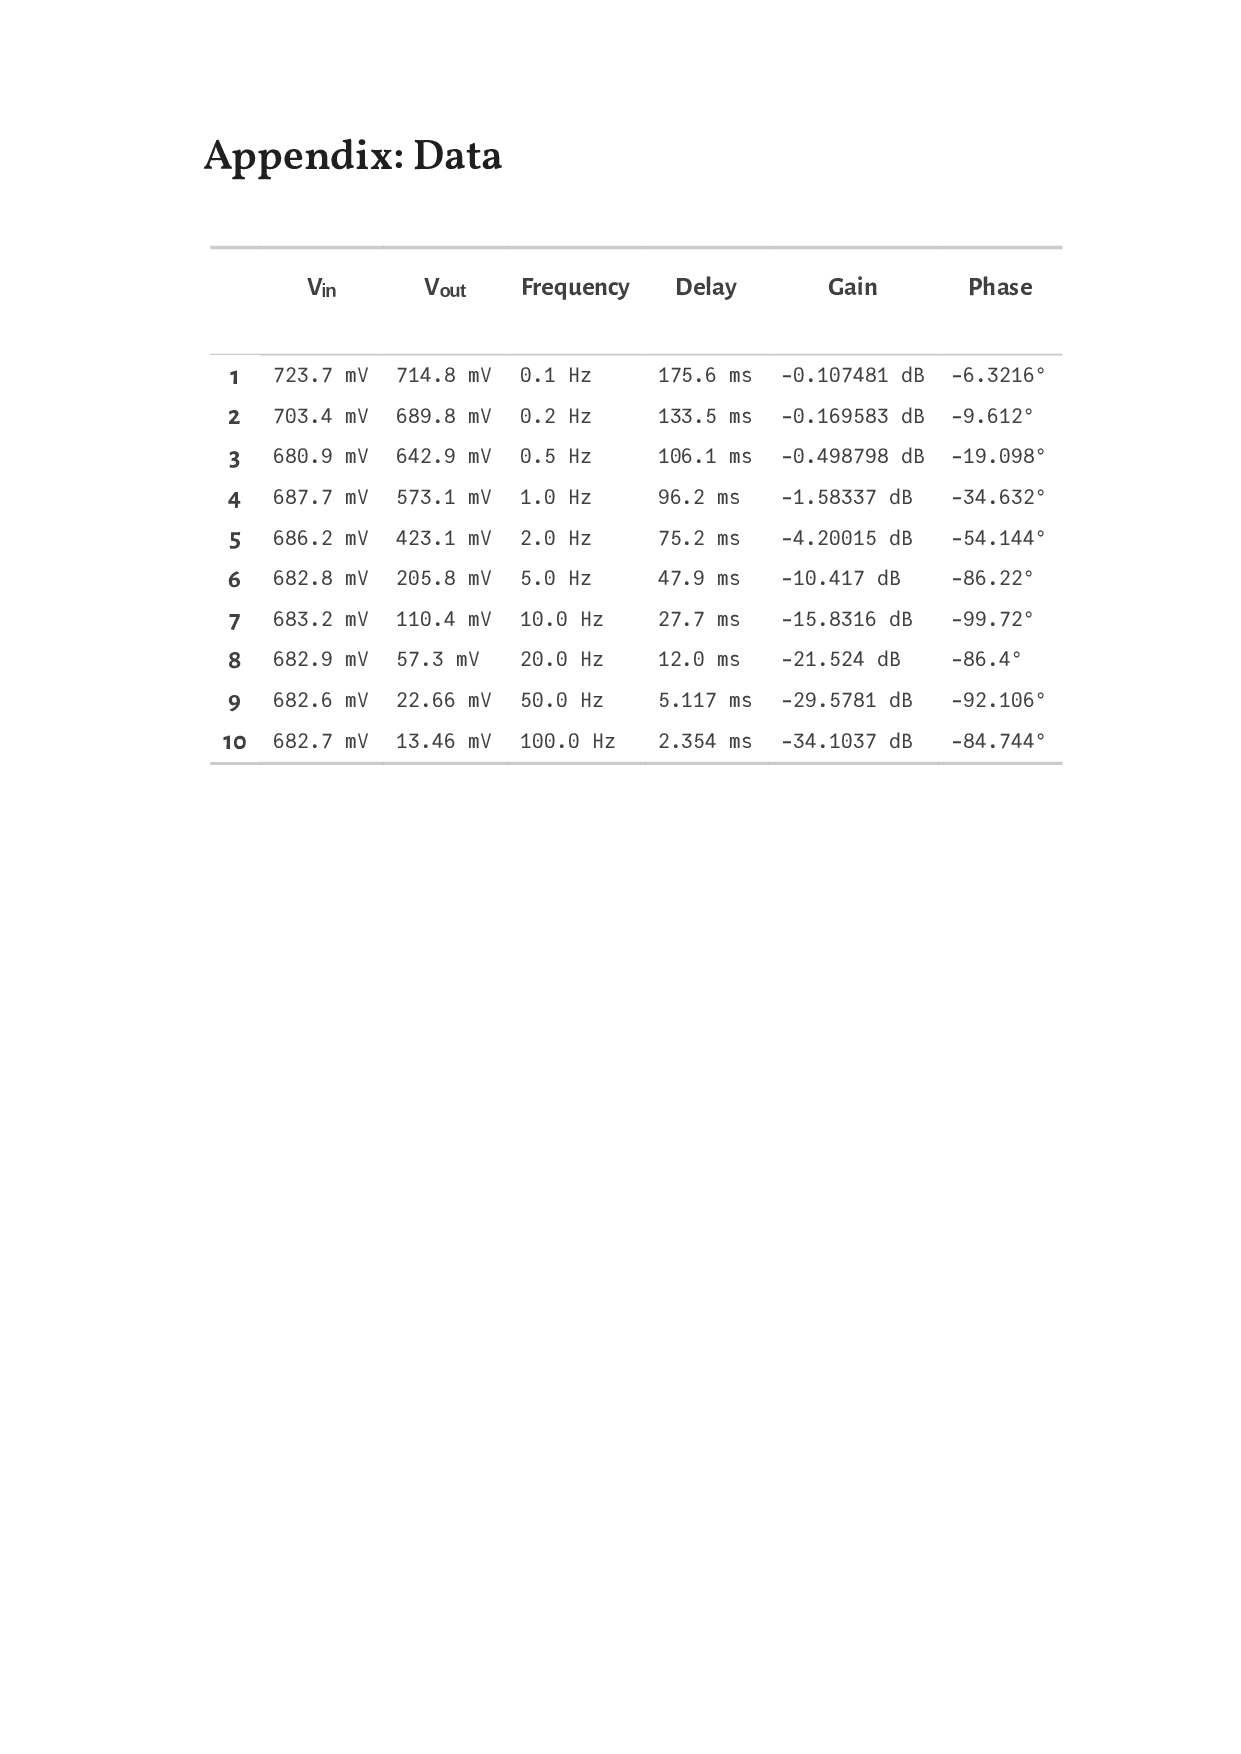 Appendix: Data
Vin Vout Frequency Delay Gain Phase
1 723.7 mV 714.8 mV 0.1 Hz 175.6 ms -0.107481 dB -6.3216°
2 703.4 mV 689.8 mV 0.2 Hz 133.5 ms -0.169583 dB -9.612°
3 680.9 mV 642.9 mV 0.5 Hz 106.1 ms -0.498798 dB -19.098°
4 687.7 mV 573.1 mV 1.0 Hz 96.2 ms -1.58337 dB -34.632°
5 686.2 mV 423.1 mV 2.0 Hz 75.2 ms -4.20015 dB -54.144°
6 682.8 mV 205.8 mV 5.0 Hz 47.9 ms -10.417 dB -86.22°
7 683.2 mV 110.4 mV 10.0 Hz 27.7 ms -15.8316 dB -99.72°
8 682.9 mV 57.3 mV 20.0 Hz 12.0 ms -21.524 dB -86.4°
9 682.6 mV 22.66 mV 50.0 Hz 5.117 ms -29.5781 dB -92.106°
10 682.7 mV 13.46 mV 100.0 Hz 2.354 ms -34.1037 dB -84.744°